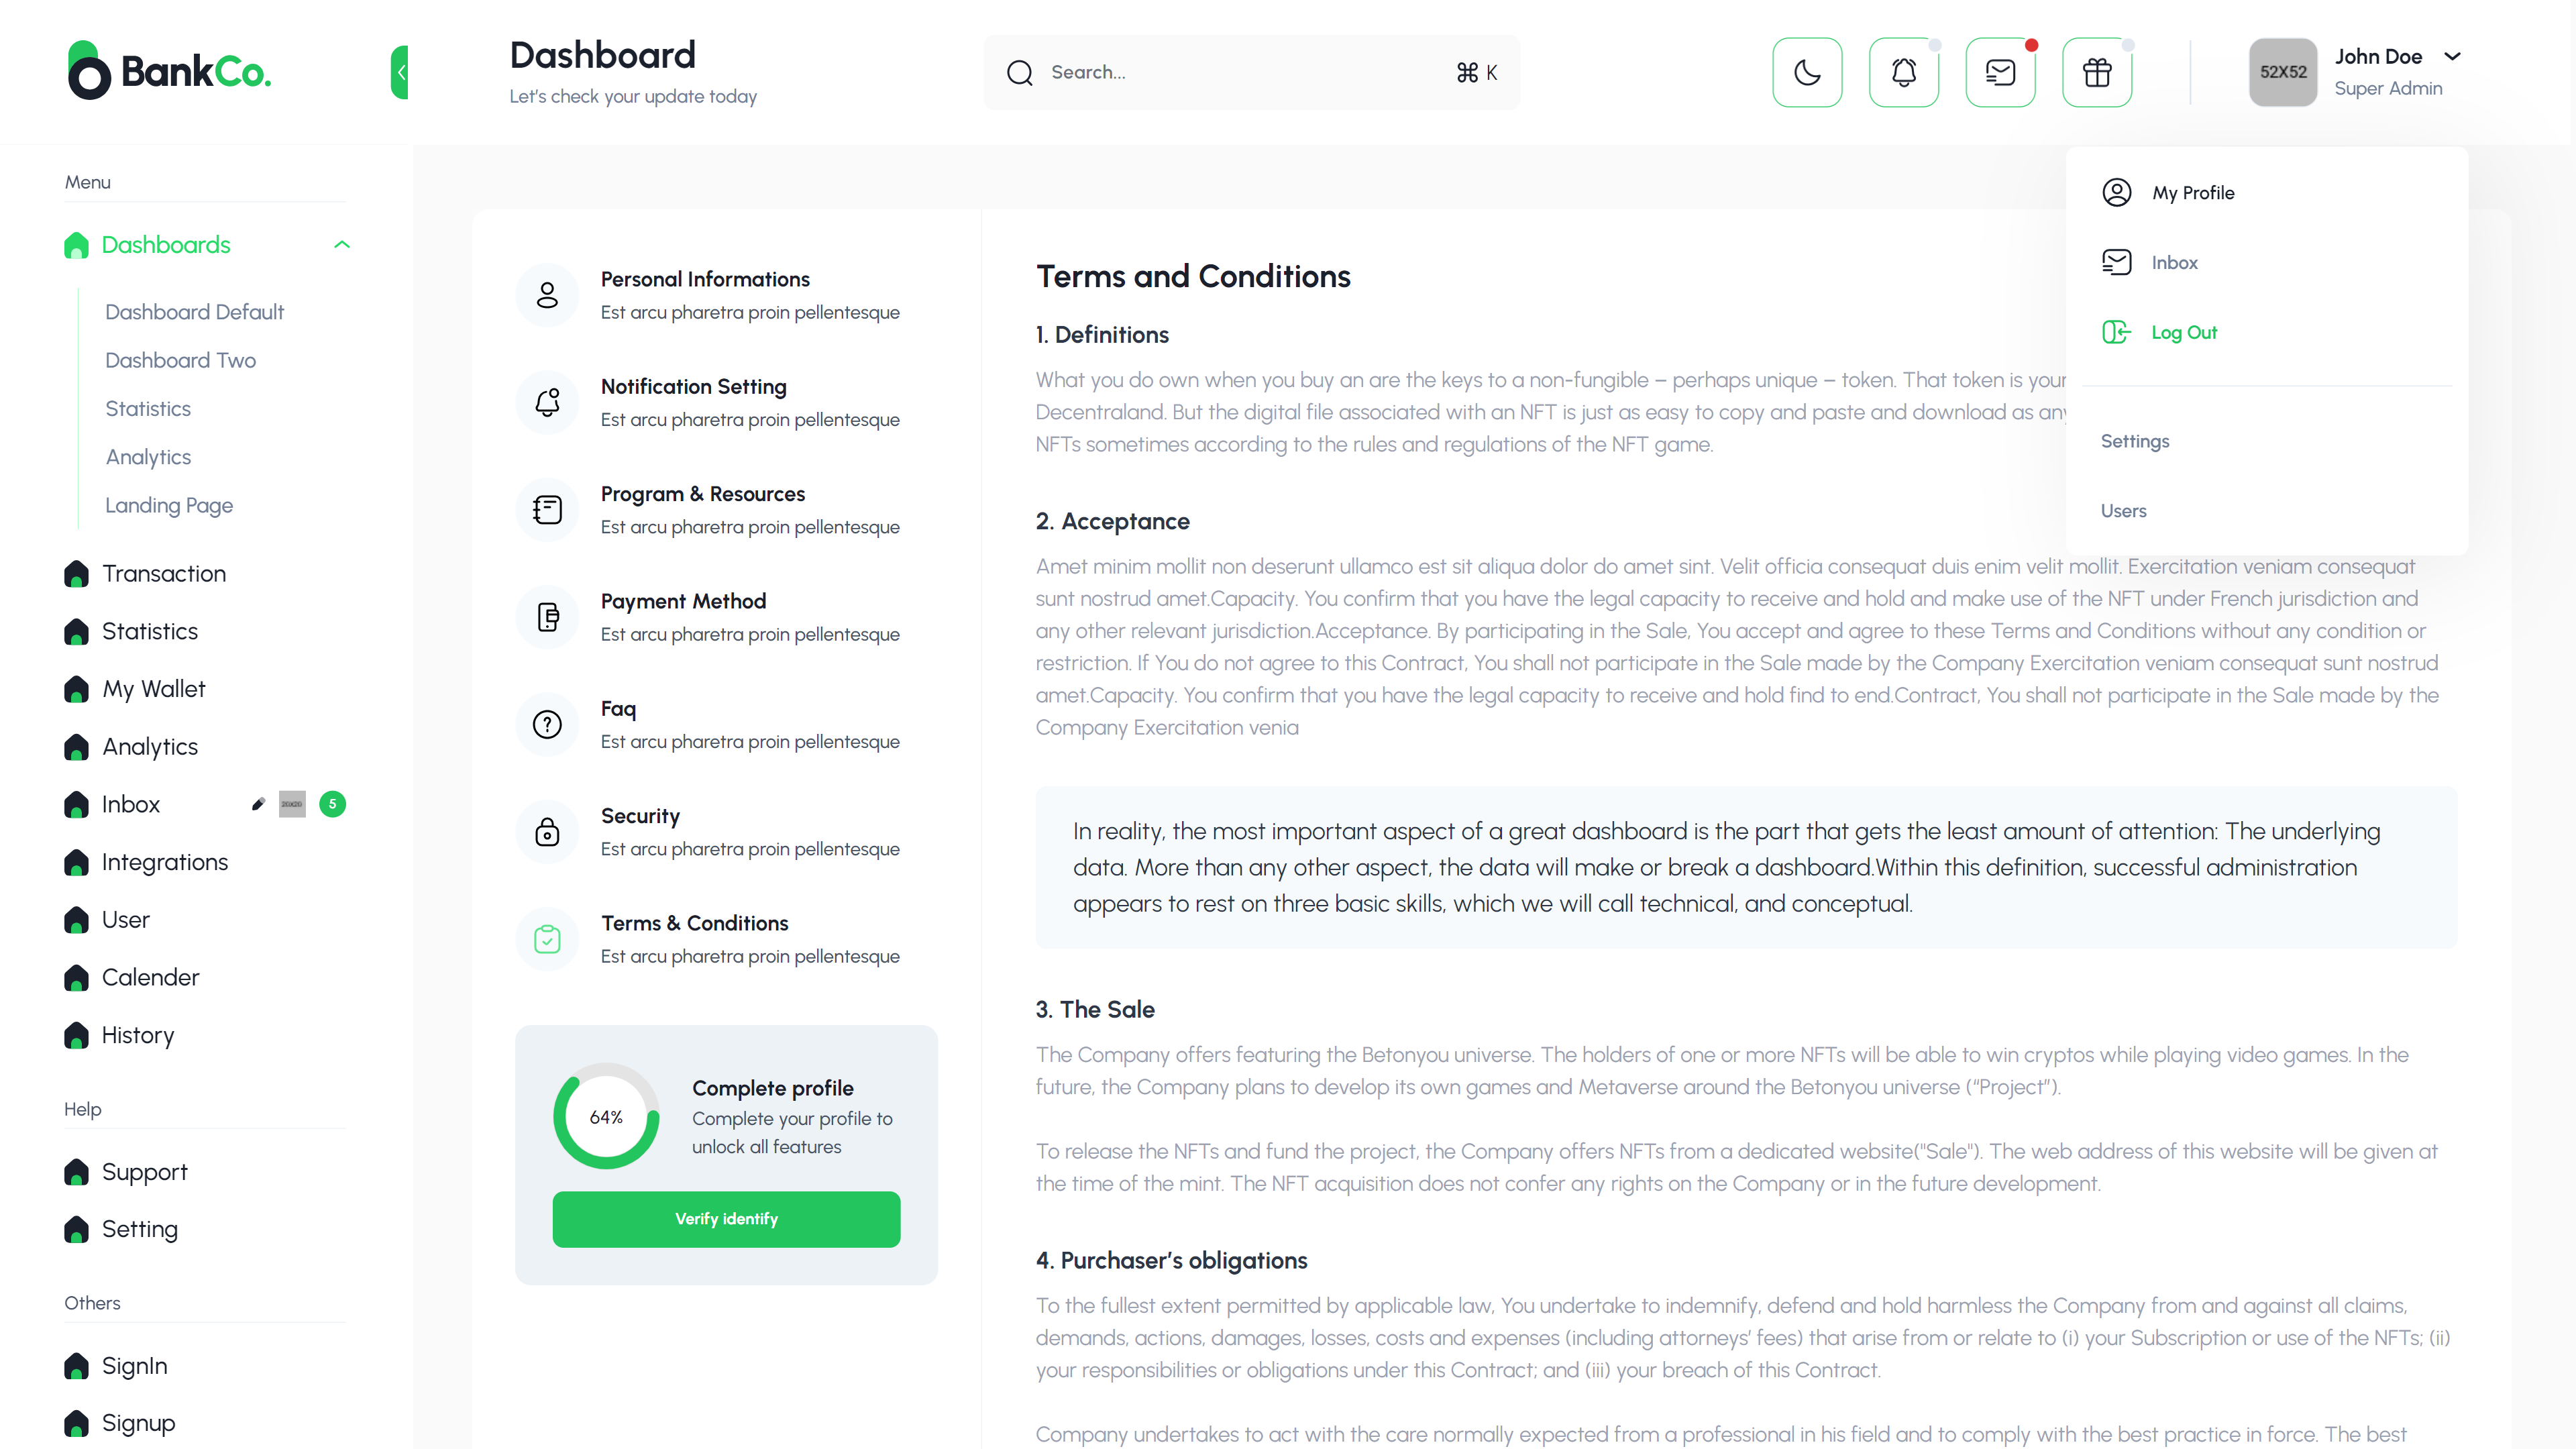 BankCo.
Dashboard
Let's check your update today
Search...
⌘ K
52X52
John Doe
Super Admin
Menu
Dashboards
Dashboard Default
Dashboard Two
Statistics
Analytics
Landing Page
Transaction
Statistics
My Wallet
Analytics
Inbox
5
Integrations
User
Calender
History
Help
Support
Setting
Others
SignIn
Signup
Personal Informations
Est arcu pharetra proin pellentesque
Notification Setting
Est arcu pharetra proin pellentesque
Program & Resources
Est arcu pharetra proin pellentesque
Payment Method
Est arcu pharetra proin pellentesque
Faq
Est arcu pharetra proin pellentesque
Security
Est arcu pharetra proin pellentesque
Terms & Conditions
Est arcu pharetra proin pellentesque
64%
Complete profile
Complete your profile to
unlock all features
Verify identify
Terms and Conditions
1. Definitions
What you do own when you buy an are the keys to a non-fungible – perhaps unique – token. That token is your
Decentraland. But the digital file associated with an NFT is just as easy to copy and paste and download as any
NFTs sometimes according to the rules and regulations of the NFT game.
2. Acceptance
Amet minim mollit non deserunt ullamco est sit aliqua dolor do amet sint. Velit officia consequat duis enim velit mollit. Exercitation veniam consequat
sunt nostrud amet.Capacity. You confirm that you have the legal capacity to receive and hold and make use of the NFT under French jurisdiction and
any other relevant jurisdiction.Acceptance. By participating in the Sale, You accept and agree to these Terms and Conditions without any condition or
restriction. If You do not agree to this Contract, You shall not participate in the Sale made by the Company Exercitation veniam consequat sunt nostrud
amet.Capacity. You confirm that you have the legal capacity to receive and hold find to end.Contract, You shall not participate in the Sale made by the
Company Exercitation venia
In reality, the most important aspect of a great dashboard is the part that gets the least amount of attention: The underlying
data. More than any other aspect, the data will make or break a dashboard.Within this definition, successful administration
appears to rest on three basic skills, which we will call technical, and conceptual.
3. The Sale
The Company offers featuring the Betonyou universe. The holders of one or more NFTs will be able to win cryptos while playing video games. In the
future, the Company plans to develop its own games and Metaverse around the Betonyou universe ("Project").
To release the NFTs and fund the project, the Company offers NFTs from a dedicated website("Sale"). The web address of this website will be given at
the time of the mint. The NFT acquisition does not confer any rights on the Company or in the future development.
4. Purchaser's obligations
To the fullest extent permitted by applicable law, You undertake to indemnify, defend and hold harmless the Company from and against all claims,
demands, actions, damages, losses, costs and expenses (including attorneys' fees) that arise from or relate to (i) your Subscription or use of the NFTs; (ii)
your responsibilities or obligations under this Contract; and (iii) your breach of this Contract.
Company undertakes to act with the care normally expected from a professional in his field and to comply with the best practice in force. The best
My Profile
Inbox
Log Out
Settings
Users